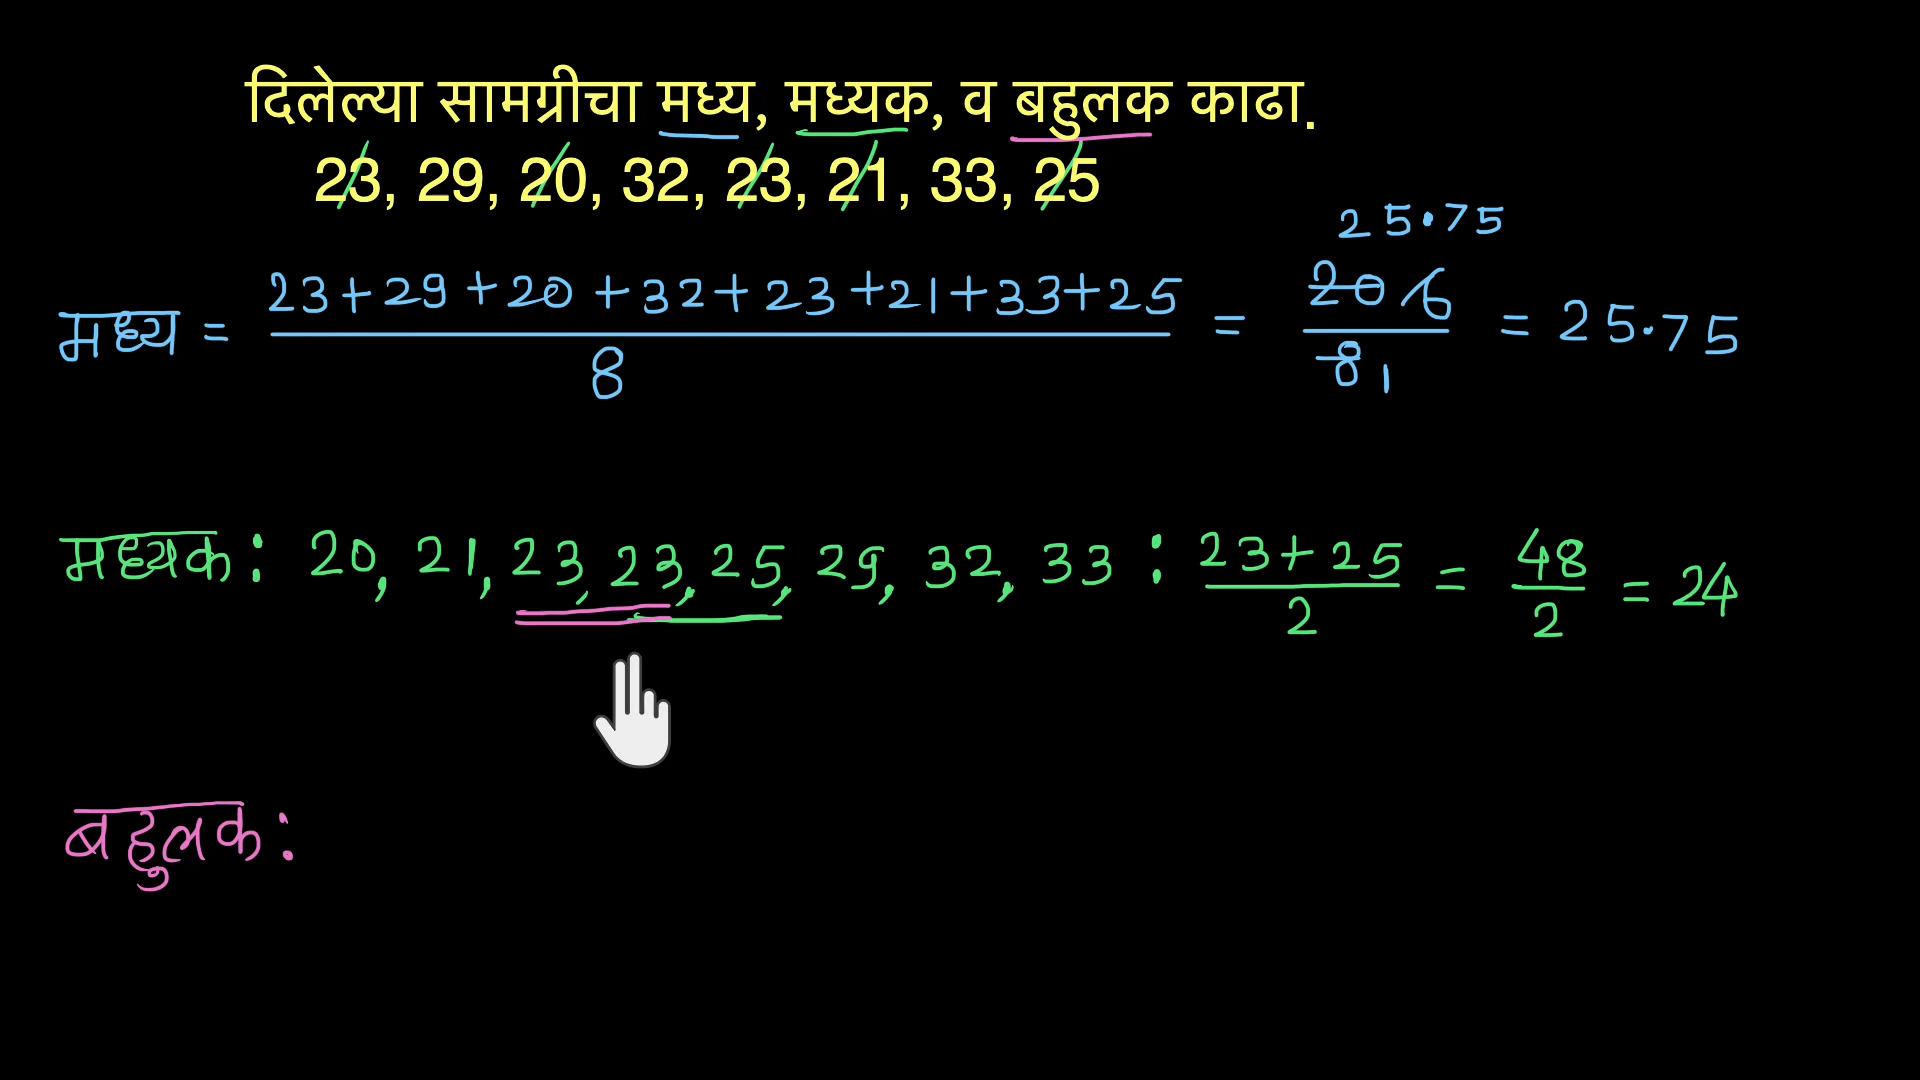 दिलेल्या सामग्रीचा मध्य, मध्यक, व बहुलक काढा.
23, 29, 20, 32, 23, 21, 33, 25
25.75
मध्य = 23+29+20+32+23+21+33+25 = 206 = 25.75
8 8 1
मध्यक: 20, 21, 23, 23, 25, 29, 32, 33 : 23+25 = 48 = 24
2 2
बहुलक: